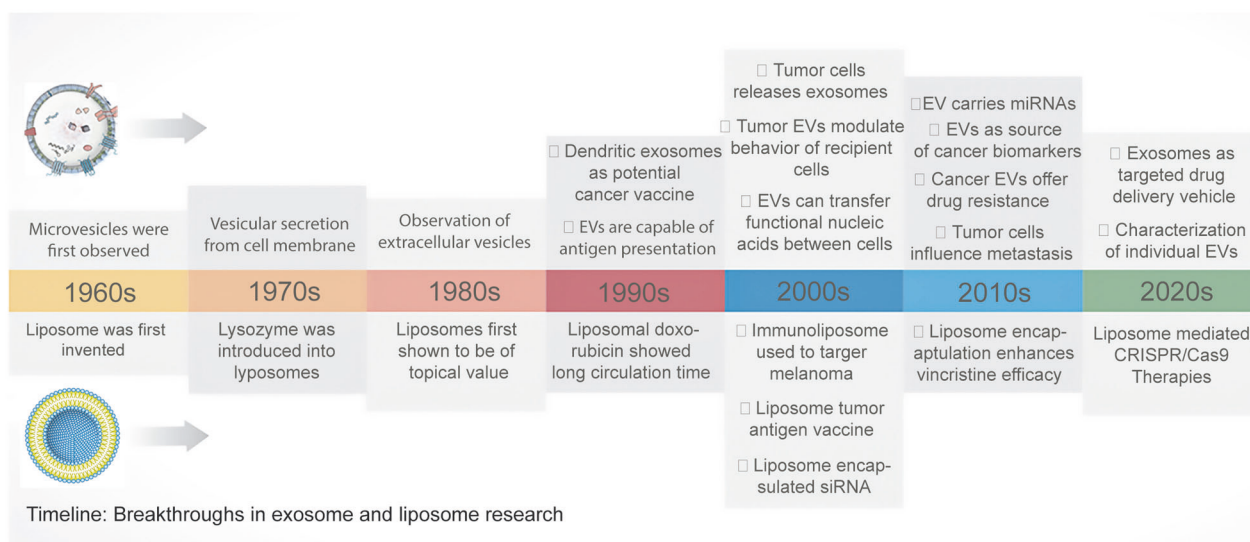 Microvesicles were
first observed
Vesicular secretion
from cell membrane
Observation of
extracellular vesicles
□ Dendritic exosomes
as potential
cancer vaccine
□ EVs are capable of
antigen presentation
□ Tumor cells
releases exosomes
□ Tumor EVs modulate
behavior of recipient
cells
□ EVs can transfer
functional nucleic
acids between cells
□EV carries miRNAs
□ EVs as source
of cancer biomarkers
□ Cancer EVs offer
drug resistance
□ Tumor cells
influence metastasis
□ Exosomes as
targeted drug
delivery vehicle
□ Characterization
of individual EVs
1960s
1970s
1980s
1990s
2000s
2010s
2020s
Liposome was first
invented
Lysozyme was
introduced into
lyposomes
Liposomes first
shown to be of
topical value
Liposomal doxo-
rubicin showed
long circulation time
□ Immunoliposome
used to targer
melanoma
□ Liposome tumor
antigen vaccine
□ Liposome encap-
sulated siRNA
□ Liposome encap-
aptulation enhances
vincristine efficacy
Liposome mediated
CRISPR/Cas9
Therapies
Timeline: Breakthroughs in exosome and liposome research